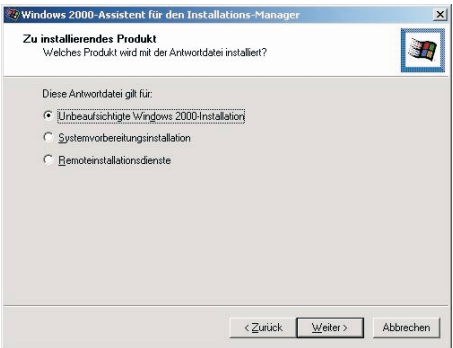 Windows 2000-Assistent für den Installations-Manager
Zu installierendes Produkt
Welches Produkt wird mit der Antwortdatei installiert?
Diese Antwortdatei gilt für:
Unbeaufsichtigte Windows 2000-Installation
Systemvorbereitungsinstallation
Remoteinstallationsdienste
< Zurück
Weiter >
Abbrechen